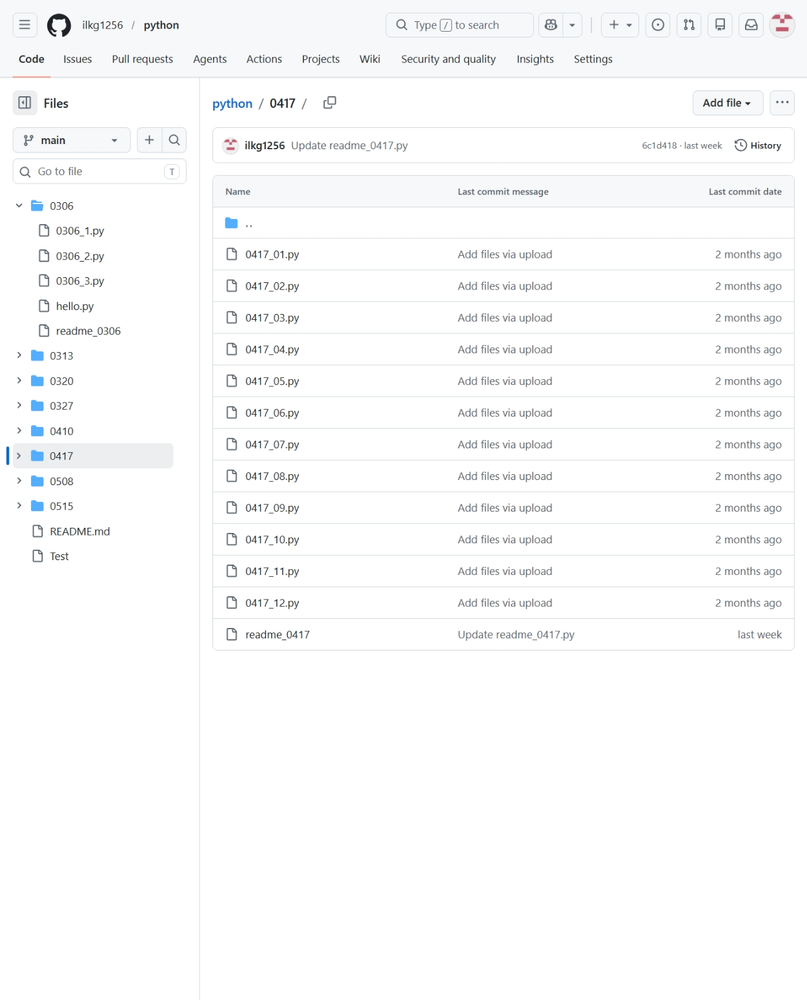 ilkg1256 / python
Type / to search
Code Issues Pull requests Agents Actions Projects Wiki Security and quality Insights Settings
Files
main
Go to file T
0306
0306_1.py
0306_2.py
0306_3.py
hello.py
readme_0306
0313
0320
0327
0410
0417
0508
0515
README.md
Test
python / 0417 /
Add file
ilkg1256 Update readme_0417.py 6c1d418 · last week History
Name Last commit message Last commit date
..
0417_01.py Add files via upload 2 months ago
0417_02.py Add files via upload 2 months ago
0417_03.py Add files via upload 2 months ago
0417_04.py Add files via upload 2 months ago
0417_05.py Add files via upload 2 months ago
0417_06.py Add files via upload 2 months ago
0417_07.py Add files via upload 2 months ago
0417_08.py Add files via upload 2 months ago
0417_09.py Add files via upload 2 months ago
0417_10.py Add files via upload 2 months ago
0417_11.py Add files via upload 2 months ago
0417_12.py Add files via upload 2 months ago
readme_0417 Update readme_0417.py last week